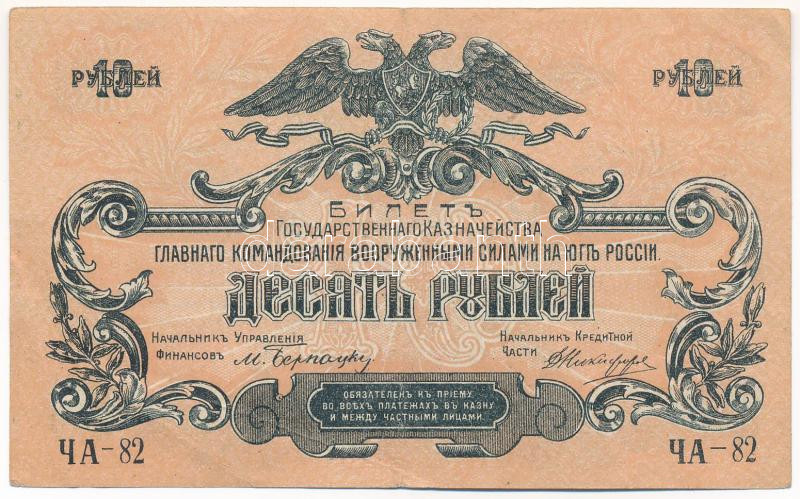 10 РУБЛЕЙ
10 РУБЛЕЙ
БИЛЕТЪ
ГОСУДАРСТВЕННАГО КАЗНАЧЕЙСТВА
ГЛАВНАГО КОМАНДОВАНІЯ ВООРУЖЕННЫМИ СИЛАМИ НА ЮГѢ РОССІИ.
ДЕСЯТЬ РУБЛЕЙ
НАЧАЛЬНИКЪ УПРАВЛЕНІЯ
ФИНАНСОВЪ
НАЧАЛЬНИКЪ КРЕДИТНОЙ
ЧАСТИ
ОБЯЗАТЕЛЕНЪ КЪ ПРІЕМУ
ВО ВСѢХЪ ПЛАТЕЖАХЪ ВЪ КАЗНУ
И МЕЖДУ ЧАСТНЫМИ ЛИЦАМИ.
ЧА-82
ЧА-82